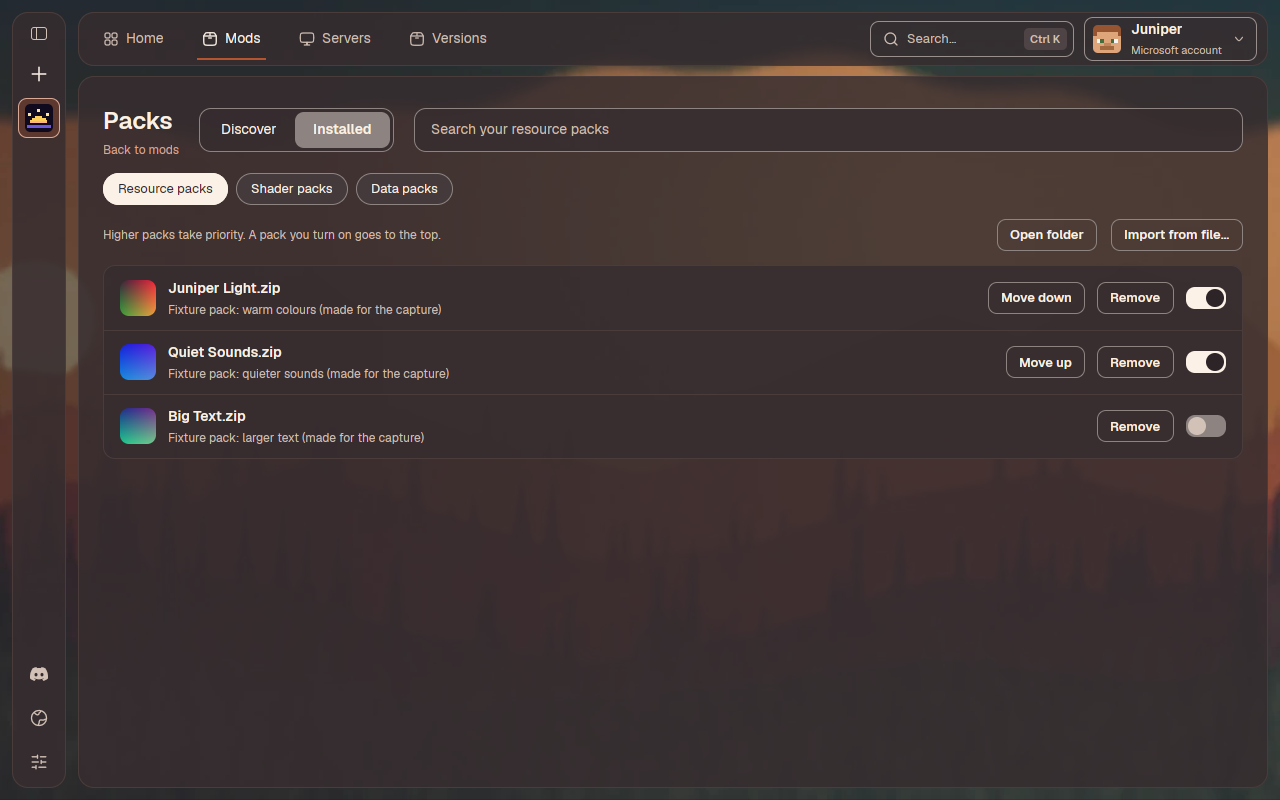 Home
Mods
Servers
Versions
Search...
Ctrl K
Juniper
Microsoft account
Packs
Back to mods
Discover
Installed
Search your resource packs
Resource packs
Shader packs
Data packs
Higher packs take priority. A pack you turn on goes to the top.
Open folder
Import from file...
Juniper Light.zip
Fixture pack: warm colours (made for the capture)
Move down
Remove
Quiet Sounds.zip
Fixture pack: quieter sounds (made for the capture)
Move up
Remove
Big Text.zip
Fixture pack: larger text (made for the capture)
Remove